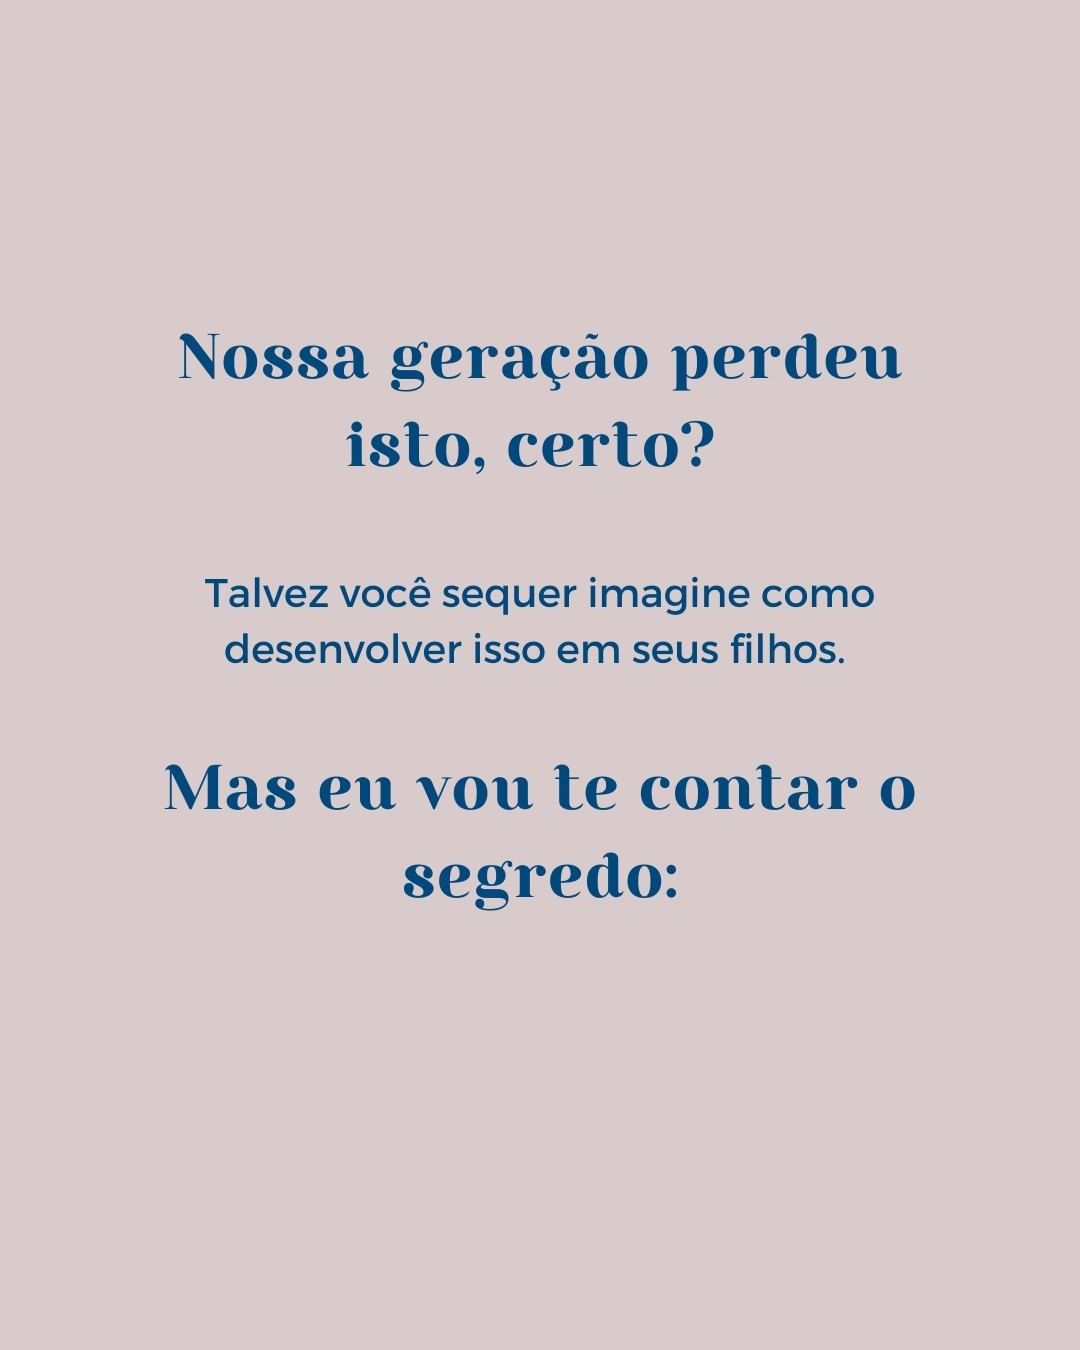 Nossa geração perdeu
isto, certo?
Talvez você sequer imagine como
desenvolver isso em seus filhos.
Mas eu vou te contar o
segredo: